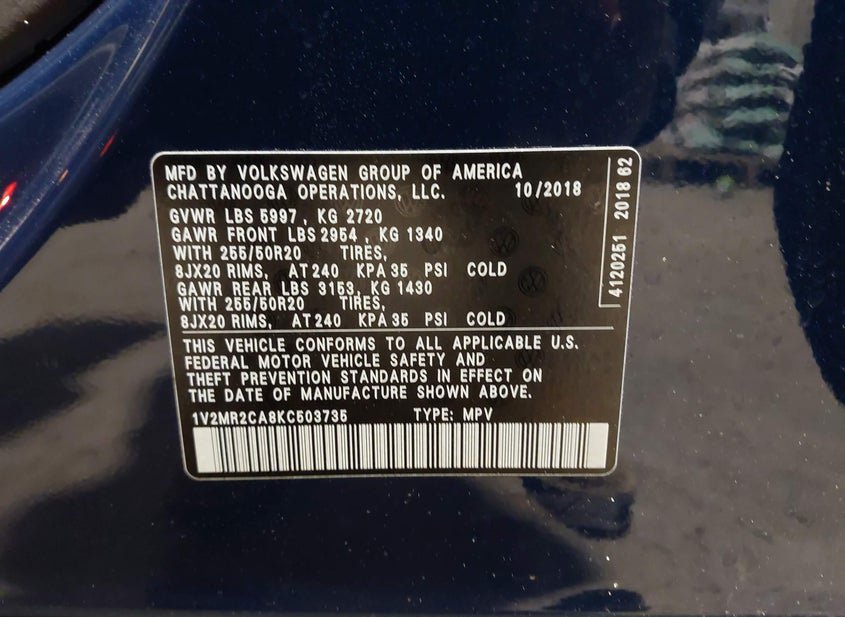 MFD BY VOLKSWAGEN GROUP OF AMERICA
CHATTANOOGA OPERATIONS, LLC. 10/2018
GVWR LBS 5997, KG 2720
GAWR FRONT LBS 2954, KG 1340
WITH 255/50R20 TIRES,
8JX20 RIMS, AT 240 KPA 35 PSI COLD
GAWR REAR LBS 3153, KG 1430
WITH 255/50R20 TIRES,
8JX20 RIMS, AT 240 KPA 35 PSI COLD
THIS VEHICLE CONFORMS TO ALL APPLICABLE U.S.
FEDERAL MOTOR VEHICLE SAFETY AND
THEFT PREVENTION STANDARDS IN EFFECT ON
THE DATE OF MANUFACTURE SHOWN ABOVE.
1V2MR2CA8KC503735 TYPE: MPV
4120251 2018 62